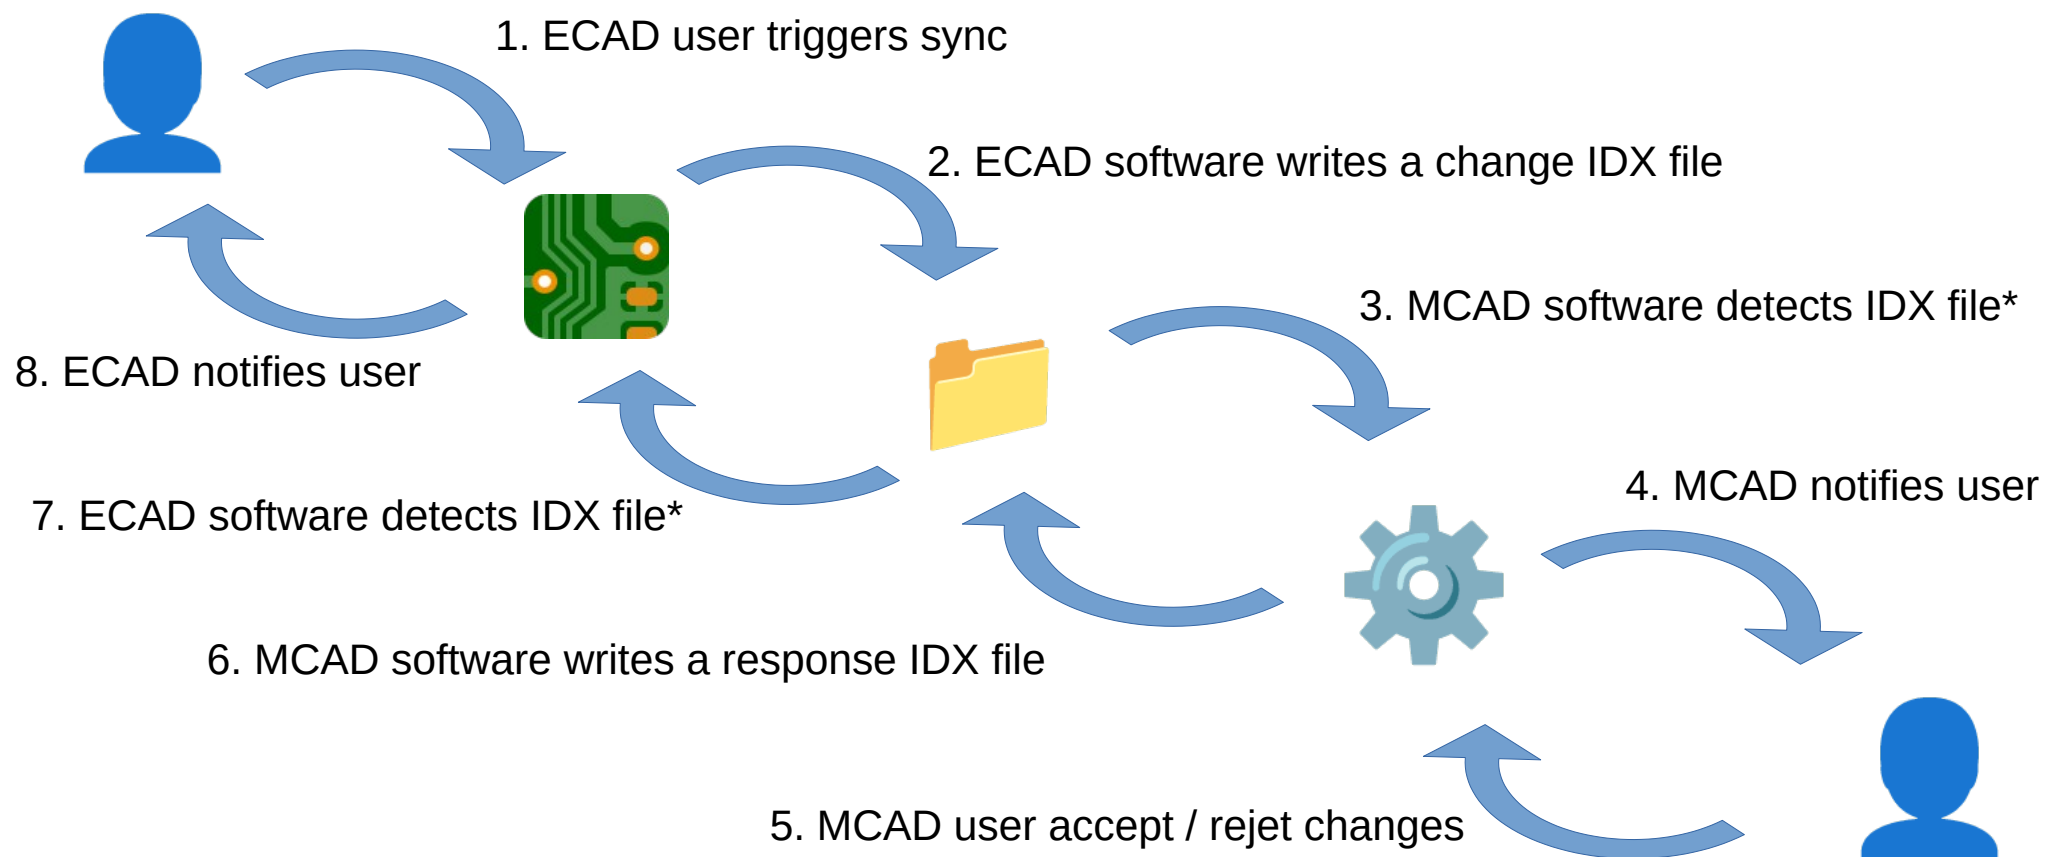 1. ECAD user triggers sync
2. ECAD software writes a change IDX file
3. MCAD software detects IDX file*
4. MCAD notifies user
5. MCAD user accept / rejet changes
6. MCAD software writes a response IDX file
7. ECAD software detects IDX file*
8. ECAD notifies user